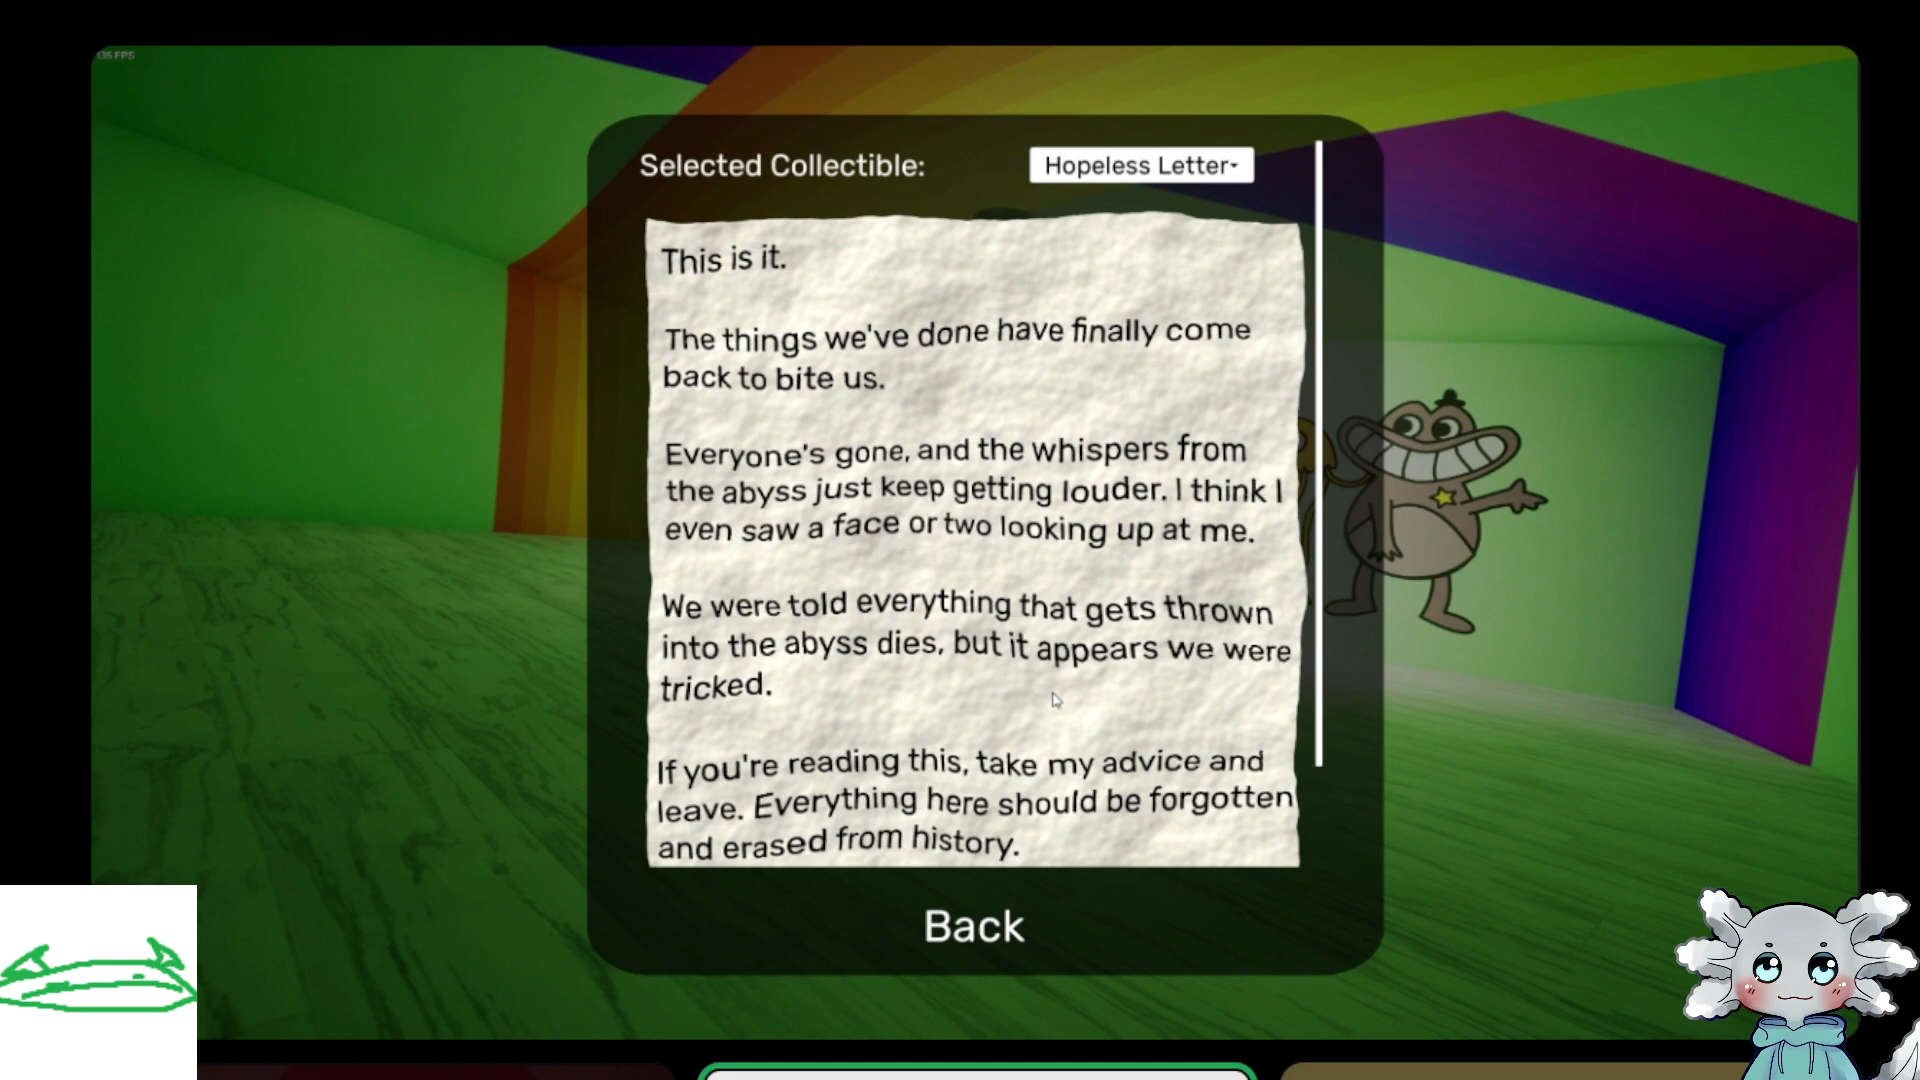 135 FPS
Selected Collectible:
Hopeless Letter
This is it.
The things we've done have finally come
back to bite us.
Everyone's gone, and the whispers from
the abyss just keep getting louder. I think I
even saw a face or two looking up at me.
We were told everything that gets thrown
into the abyss dies, but it appears we were
tricked.
If you're reading this, take my advice and
leave. Everything here should be forgotten
and erased from history.
Back